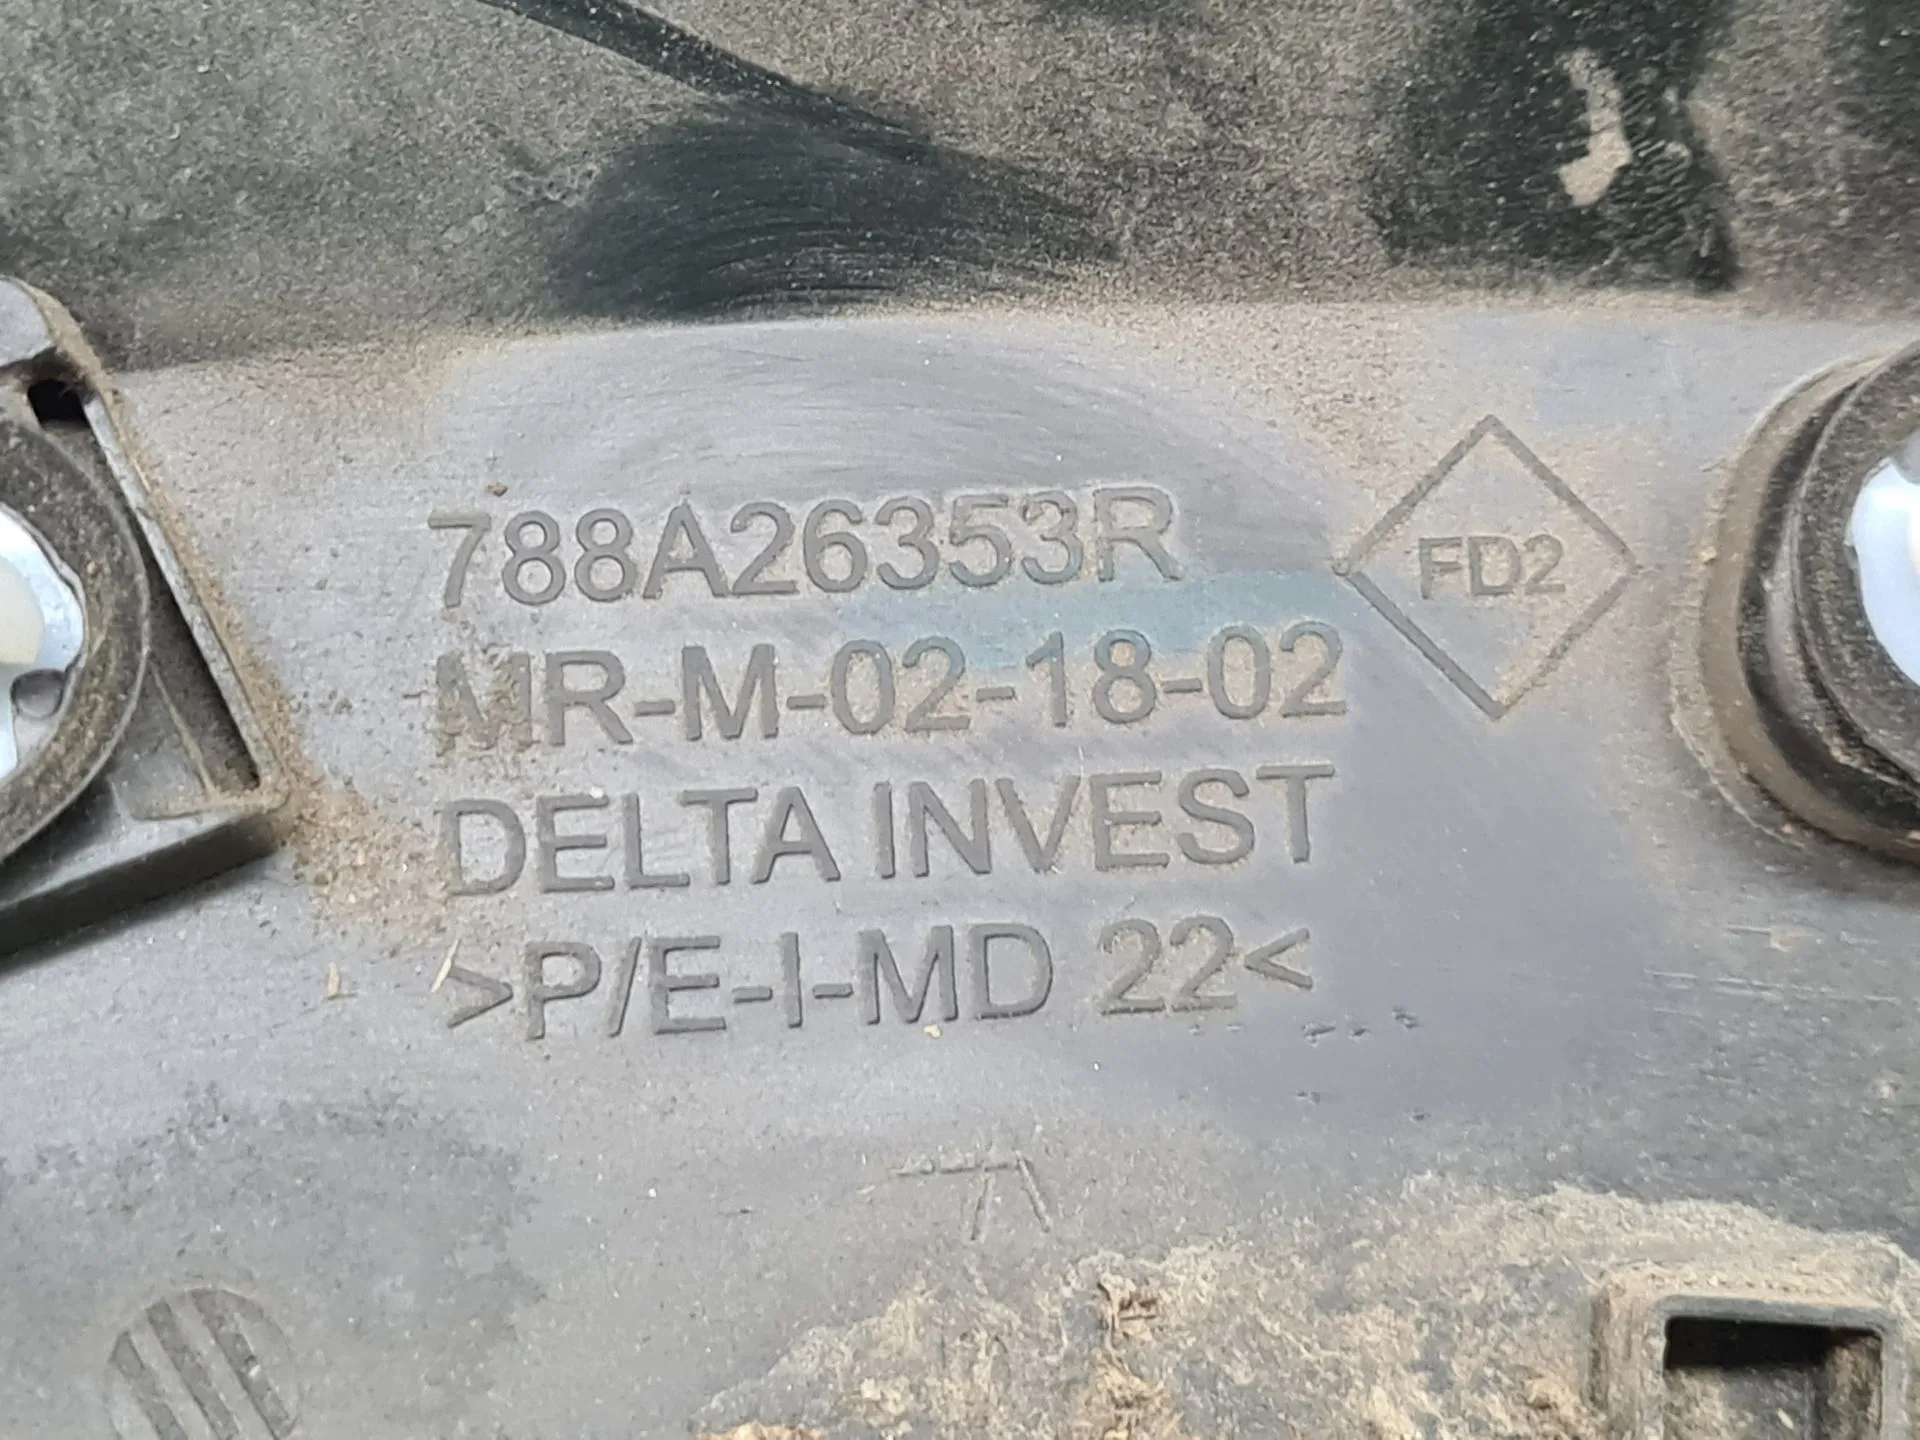 788A26353R
FD2
MR-M-02-18-02
DELTA INVEST
>P/E-I-MD 22<